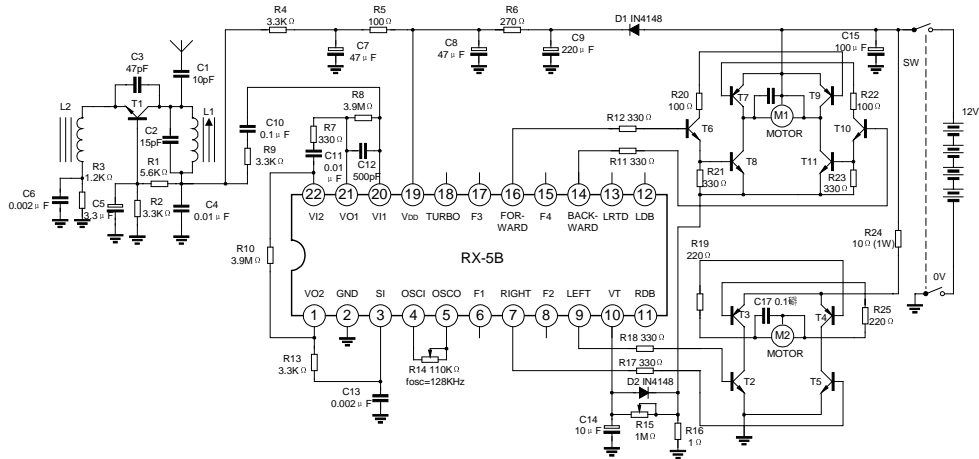 R4
3.3KΩ
R5
100Ω
R6
270Ω
D1 IN4148
C3
47pF
C1
10pF
C7
47μF
C8
47μF
C9
220μF
C15
100μF
SW
12V
L2
T1
L1
C2
15pF
R1
5.6KΩ
R3
1.2KΩ
C6
0.002μF
C5
3.3μF
R2
3.3KΩ
C4
0.01μF
C10
0.1μF
R9
3.3KΩ
R7
330Ω
C11
0.01
μF
R8
3.9MΩ
C12
500pF
R12 330Ω
R11 330Ω
R20
100Ω
T7
T9
R22
100Ω
M1
MOTOR
T6
T10
T8
T11
R21
330Ω
R23
330Ω
22 21 20 19 18 17 16 15 14 13 12
VI2 VO1 VI1 VDD TURBO F3 FOR-WARD F4 BACK-WARD LRTD LDB
RX-5B
R10
3.9MΩ
VO2 GND SI OSCI OSCO F1 RIGHT F2 LEFT VT RDB
1 2 3 4 5 6 7 8 9 10 11
R13
3.3KΩ
C13
0.002μF
R14 110KΩ
fosc=128KHz
R18 330Ω
R17 330Ω
D2 IN4148
C14
10μF
R15
1MΩ
R16
1Ω
R19
220Ω
R24
10Ω(1W)
0V
C17 0.1磗
T3
T4
R25
220Ω
M2
MOTOR
T2
T5